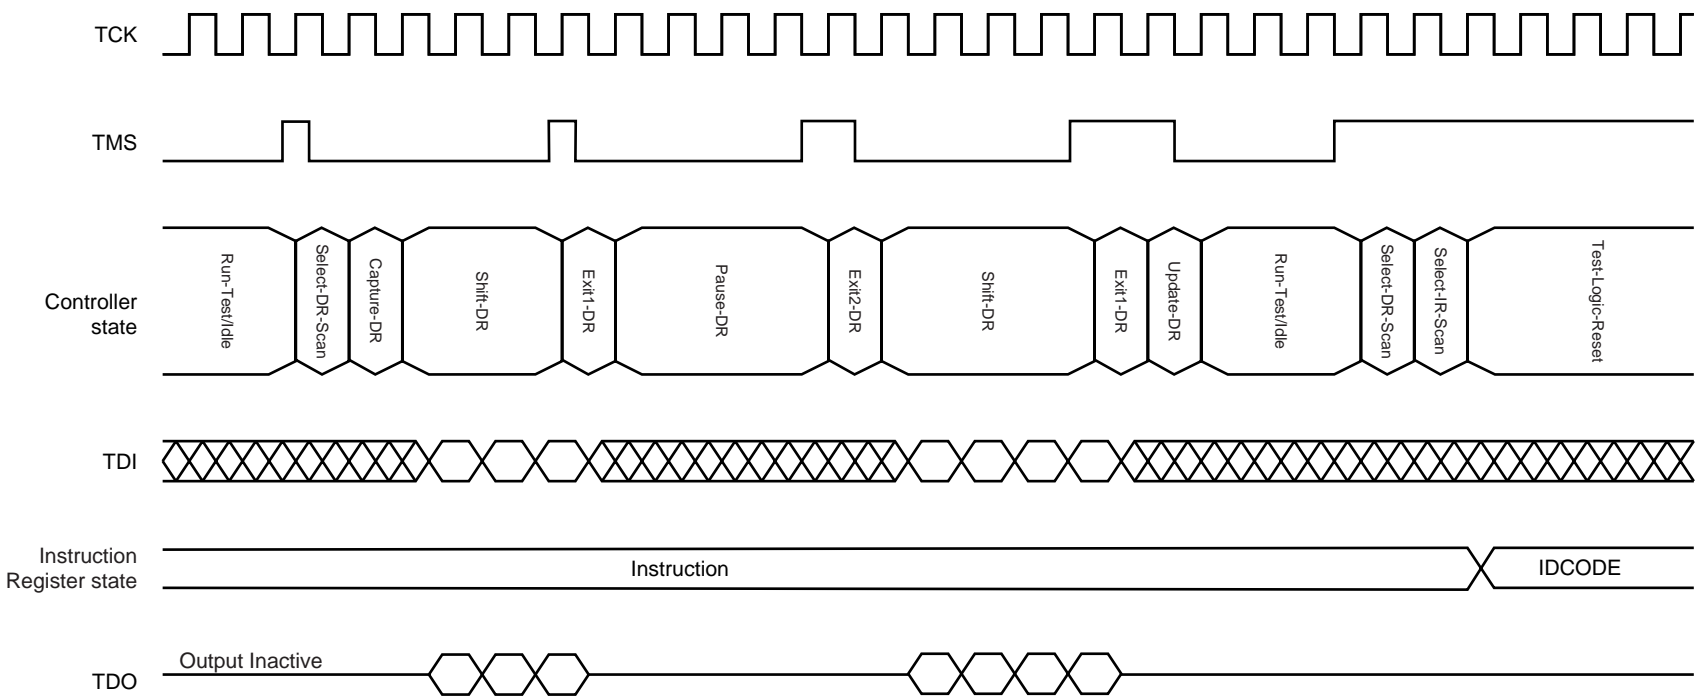 TCK
TMS
Controller
state
Run-Test/Idle
Select-DR-Scan
Capture-DR
Shift-DR
Exit1-DR
Pause-DR
Exit2-DR
Shift-DR
Exit1-DR
Update-DR
Run-Test/Idle
Select-DR-Scan
Select-IR-Scan
Test-Logic-Reset
TDI
Instruction
Register state
Instruction
IDCODE
TDO
Output Inactive